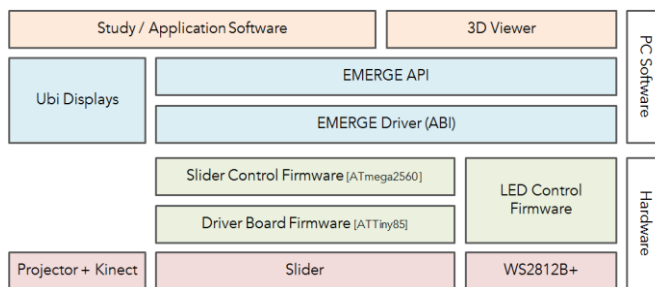 Study / Application Software
3D Viewer
PC Software
Ubi Displays
EMERGE API
EMERGE Driver (ABI)
Slider Control Firmware [ATmega2560]
LED Control
Firmware
Driver Board Firmware [ATTiny85]
Hardware
Projector + Kinect
Slider
WS2812B+